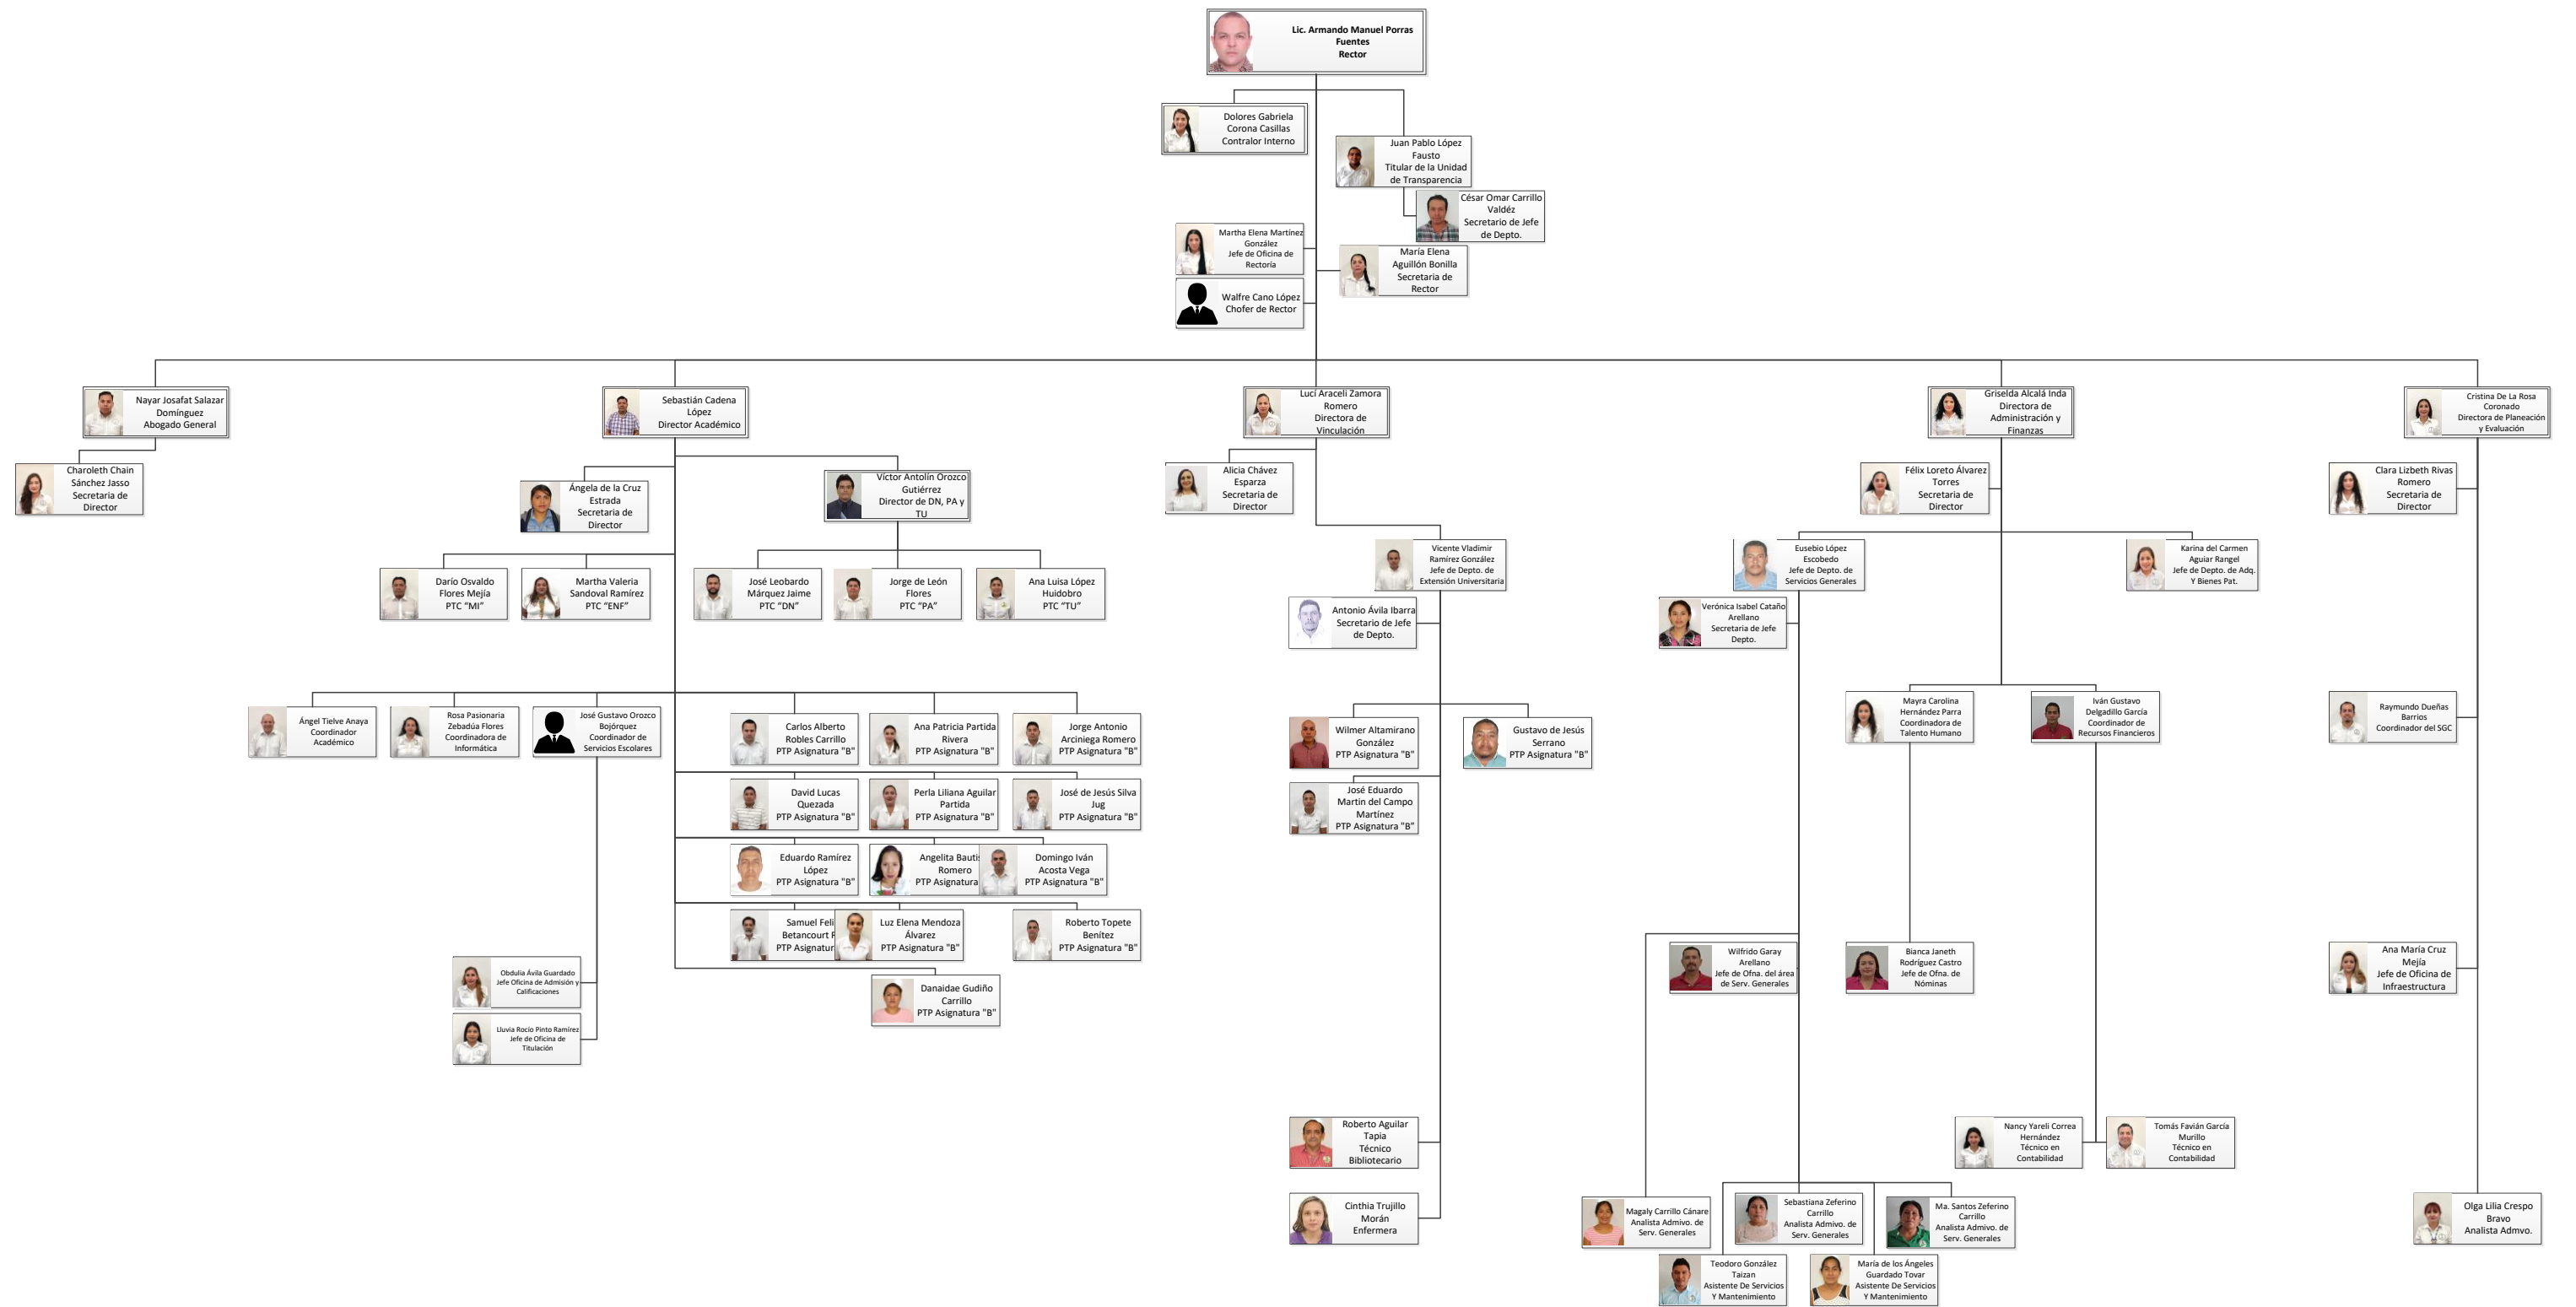 Lic. Armando Manuel Porras
Fuentes
Rector
Dolores Gabriela
Corona Casillas
Contralor Interno
Juan Pablo López
Fausto
Titular de la Unidad
de Transparencia
César Omar Carrillo
Valdéz
Secretario de Jefe
de Depto.
Martha Elena Martínez
González
Jefe de Oficina de
Rectoría
María Elena
Aguillón Bonilla
Secretaria de
Rector
Walfre Cano López
Chofer de Rector
Nayar Josafat Salazar
Domínguez
Abogado General
Sebastián Cadena
López
Director Académico
Luci Araceli Zamora
Romero
Directora de
Vinculación
Griselda Alcalá Inda
Directora de
Administración y
Finanzas
Cristina De La Rosa
Coronado
Directora de Planeación
y Evaluación
Charoleth Chain
Sánchez Jasso
Secretaria de
Director
Ángela de la Cruz
Estrada
Secretaria de
Director
Víctor Antolín Orozco
Gutiérrez
Director de DN, PA y
TU
Alicia Chávez
Esparza
Secretaria de
Director
Félix Loreto Álvarez
Torres
Secretaria de
Director
Clara Lizbeth Rivas
Romero
Secretaria de
Director
Darío Osvaldo
Flores Mejía
PTC “MI”
Martha Valeria
Sandoval Ramírez
PTC “ENF”
José Leobardo
Márquez Jaime
PTC “DN”
Jorge de León
Flores
PTC “PA”
Ana Luisa López
Huidobro
PTC “TU”
Vicente Vladimir
Ramírez González
Jefe de Depto. de
Extensión Universitaria
Eusebio López
Escobedo
Jefe de Depto. de
Servicios Generales
Karina del Carmen
Aguiar Rangel
Jefe de Depto. de Adq.
Y Bienes Pat.
Antonio Ávila Ibarra
Secretario de Jefe
de Depto.
Verónica Isabel Cataño
Arellano
Secretaria de Jefe
Depto.
Ángel Tielve Anaya
Coordinador
Académico
Rosa Pasionaria
Zebadúa Flores
Coordinadora de
Informática
José Gustavo Orozco
Bojórquez
Coordinador de
Servicios Escolares
Carlos Alberto
Robles Carrillo
PTP Asignatura "B"
Ana Patricia Partida
Rivera
PTP Asignatura "B"
Jorge Antonio
Arciniega Romero
PTP Asignatura "B"
Wilmer Altamirano
González
PTP Asignatura "B"
Gustavo de Jesús
Serrano
PTP Asignatura "B"
Mayra Carolina
Hernández Parra
Coordinadora de
Talento Humano
Iván Gustavo
Delgadillo García
Coordinador de
Recursos Financieros
Raymundo Dueñas
Barrios
Coordinador del SGC
David Lucas
Quezada
PTP Asignatura "B"
Perla Liliana Aguilar
Partida
PTP Asignatura "B"
José de Jesús Silva
Jug
PTP Asignatura "B"
José Eduardo
Martin del Campo
Martínez
PTP Asignatura "B"
Eduardo Ramírez
López
PTP Asignatura "B"
Angelita
Romero
PTP Asignatura
Domingo Iván
Acosta Vega
PTP Asignatura "B"
Samuel
Betancourt
PTP
Luz Elena Mendoza
Álvarez
PTP Asignatura "B"
Roberto Topete
Benítez
PTP Asignatura "B"
Obdulia Ávila Guardado
Jefe Oficina de Admisión y
Calificaciones
Danaidae Gudiño
Carrillo
PTP Asignatura "B"
Wilfrido Garay
Arellano
Jefe de Ofna. del área
de Serv. Generales
Bianca Janeth
Rodríguez Castro
Jefe de Ofna. de
Nóminas
Ana María Cruz
Mejía
Jefe de Oficina de
Infraestructura
Lluvia Rocío Pinto Ramírez
Jefe de Oficina de
Titulación
Roberto Aguilar
Tapia
Técnico
Bibliotecario
Nancy Yareli Correa
Hernández
Técnico en
Contabilidad
Tomás Favián García
Murillo
Técnico en
Contabilidad
Cinthia Trujillo
Morán
Enfermera
Magaly Carrillo Cánare
Analista Admivo. de
Serv. Generales
Sebastiana Zeferino
Carrillo
Analista Admivo. de
Serv. Generales
Ma. Santos Zeferino
Carrillo
Analista Admivo. de
Serv. Generales
Olga Lilia Crespo
Bravo
Analista Admvo.
Teodoro González
Taizan
Asistente De Servicios
Y Mantenimiento
María de los Ángeles
Guardado Tovar
Asistente De Servicios
Y Mantenimiento